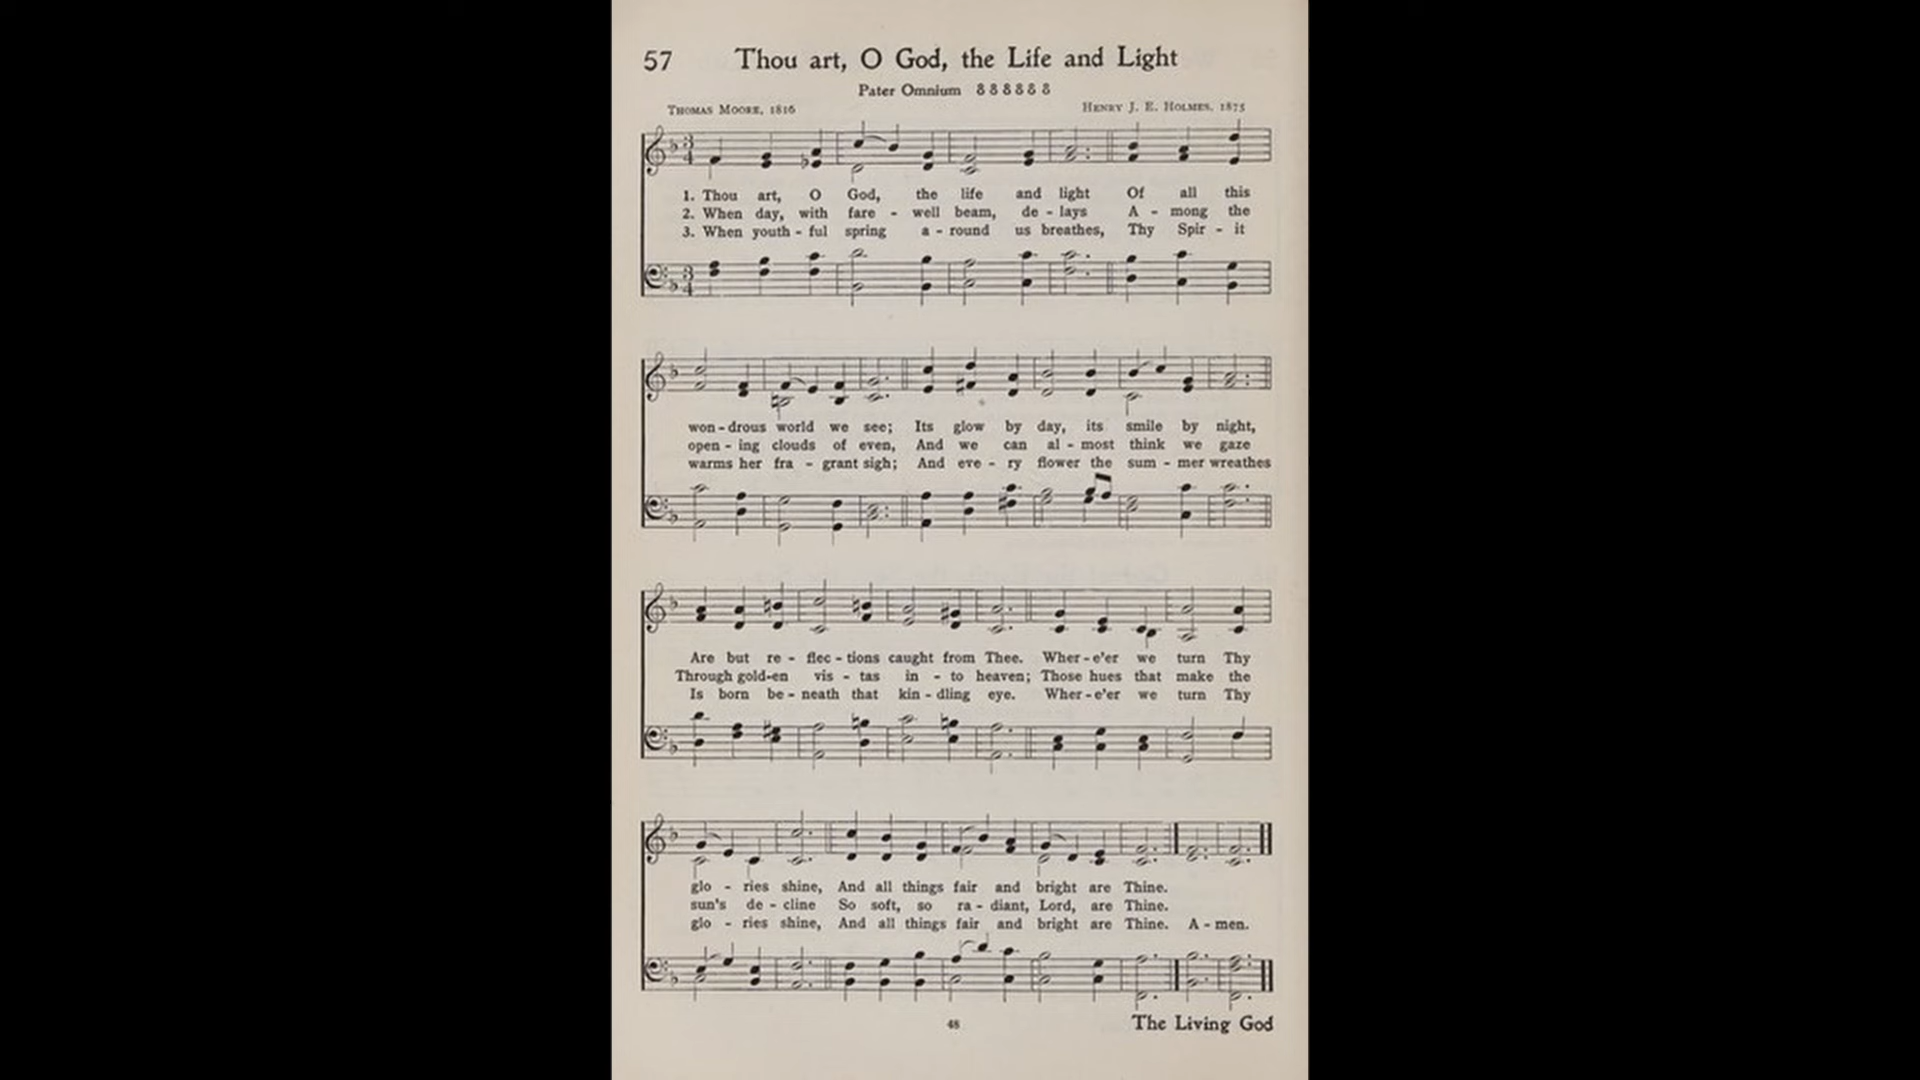 57 Thou art, O God, the Life and Light
Pater Omnium 8 8 8 8 8 8
THOMAS MOORE, 1816 HENRY J. E. HOLMES, 1875
1. Thou art, O God, the life and light Of all this
2. When day, with fare - well beam, de - lays A - mong the
3. When youth - ful spring a - round us breathes, Thy Spir - it
won - drous world we see; Its glow by day, its smile by night,
open - ing clouds of even, And we can al - most think we gaze
warms her fra - grant sigh; And eve - ry flower the sum - mer wreathes
Are but re - flec - tions caught from Thee. Wher - e'er we turn Thy
Through gold-en vis - tas in - to heaven; Those hues that make the
Is born be - neath that kin - dling eye. Wher - e'er we turn Thy
glo - ries shine, And all things fair and bright are Thine.
sun's de - cline So soft, so ra - diant, Lord, are Thine.
glo - ries shine, And all things fair and bright are Thine. A - men.
48 The Living God